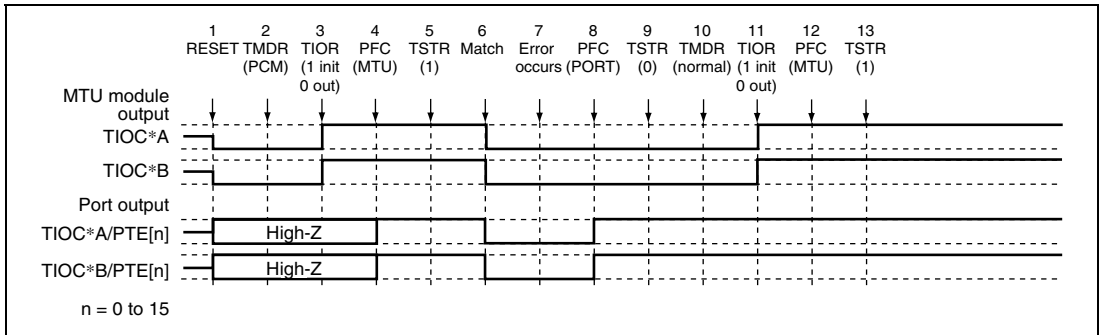 1 2 3 4 5 6 7 8 9 10 11 12 13
RESET TMDR TIOR PFC TSTR Match Error PFC TSTR TMDR TIOR PFC TSTR
(PCM) (1 init (MTU) (1) occurs (PORT) (0) (normal) (1 init (MTU) (1)
0 out) 0 out)
MTU module
output
TIOC*A
TIOC*B
Port output
TIOC*A/PTE[n] High-Z
TIOC*B/PTE[n] High-Z
n = 0 to 15